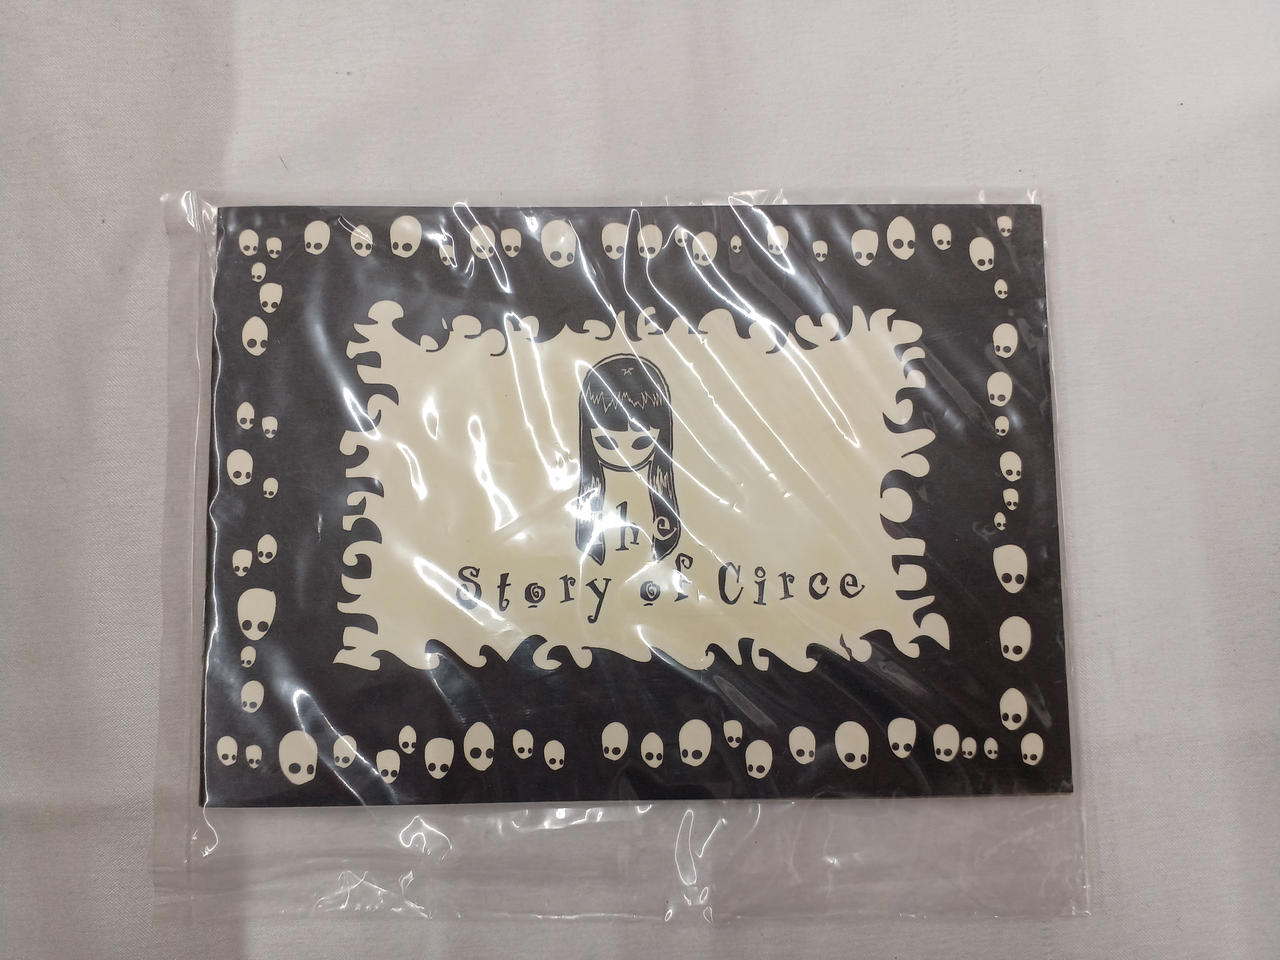 The
Story of Circe